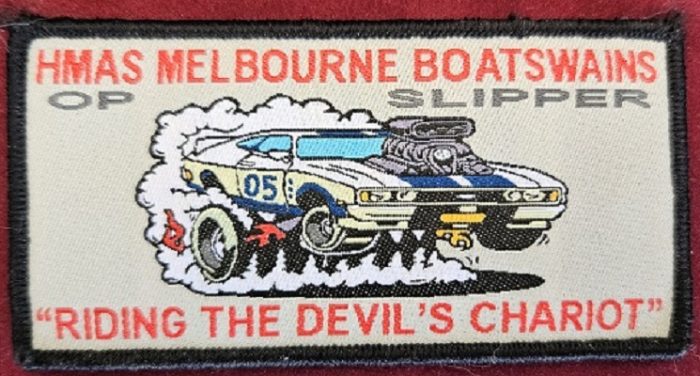 HMAS MELBOURNE BOATSWAINS
OP SLIPPER
05
"RIDING THE DEVIL'S CHARIOT"